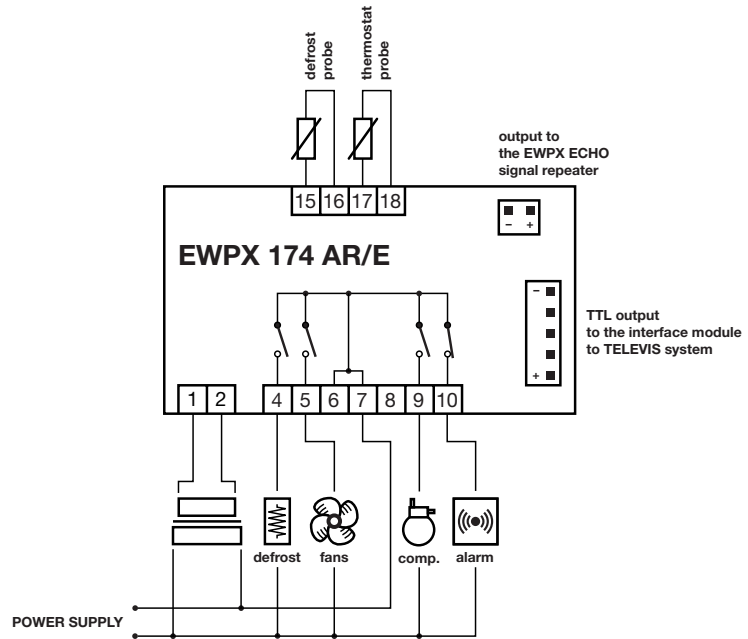 defrost
probe
thermostat
probe
output to
the EWPX ECHO
signal repeater
15 16 17 18
- +
EWPX 174 AR/E
-
TTL output
to the interface module
to TELEVIS system
+
1 2 4 5 6 7 8 9 10
defrost fans comp. alarm
POWER SUPPLY